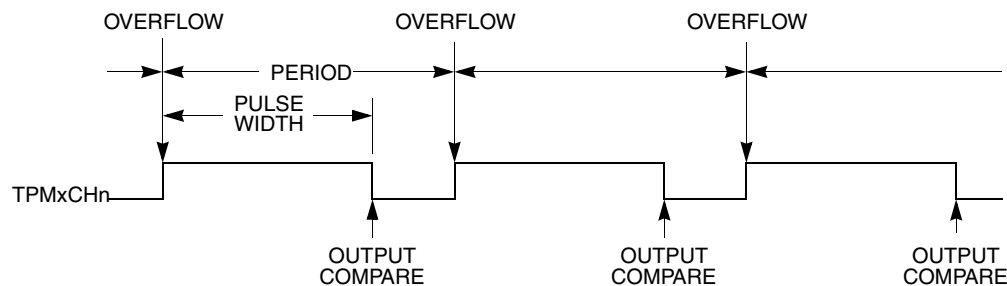 OVERFLOW
OVERFLOW
OVERFLOW
PERIOD
PULSE
WIDTH
TPMxCHn
OUTPUT
COMPARE
OUTPUT
COMPARE
OUTPUT
COMPARE